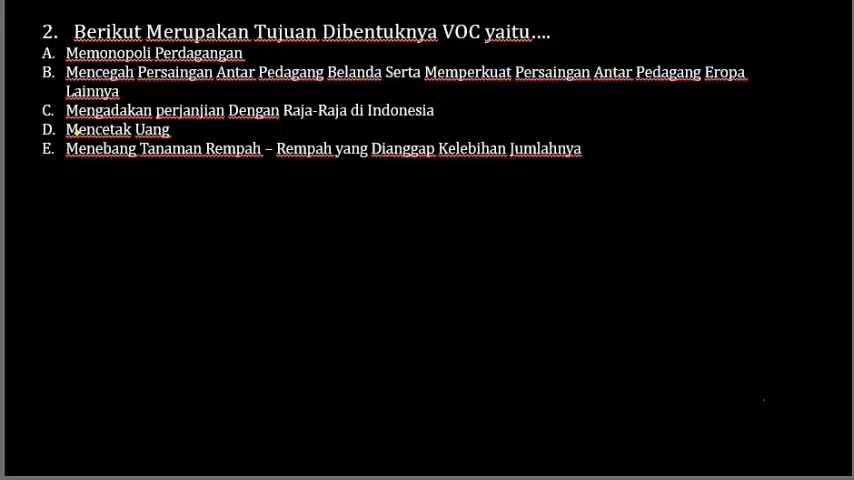 2. Berikut Merupakan Tujuan Dibentuknya VOC yaitu....
A. Memonopoli Perdagangan
B. Mencegah Persaingan Antar Pedagang Belanda Serta Memperkuat Persaingan Antar Pedagang Eropa
Lainnya
C. Mengadakan perjanjian Dengan Raja-Raja di Indonesia
D. Mencetak Uang
E. Menebang Tanaman Rempah – Rempah yang Dianggap Kelebihan Jumlahnya